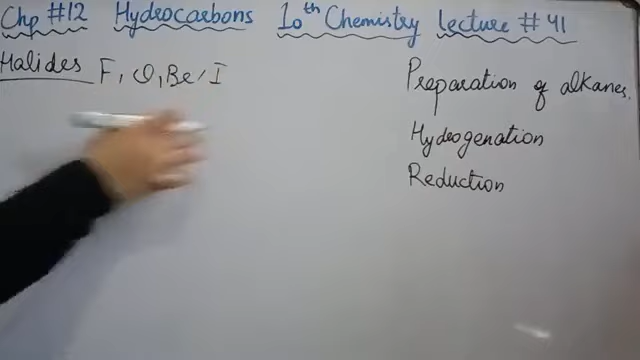 Chp #12 Hydrocarbons 10th Chemistry lecture # 41
Halides F, Cl, Br, I
Preparation of alkanes.
Hydrogenation
Reduction